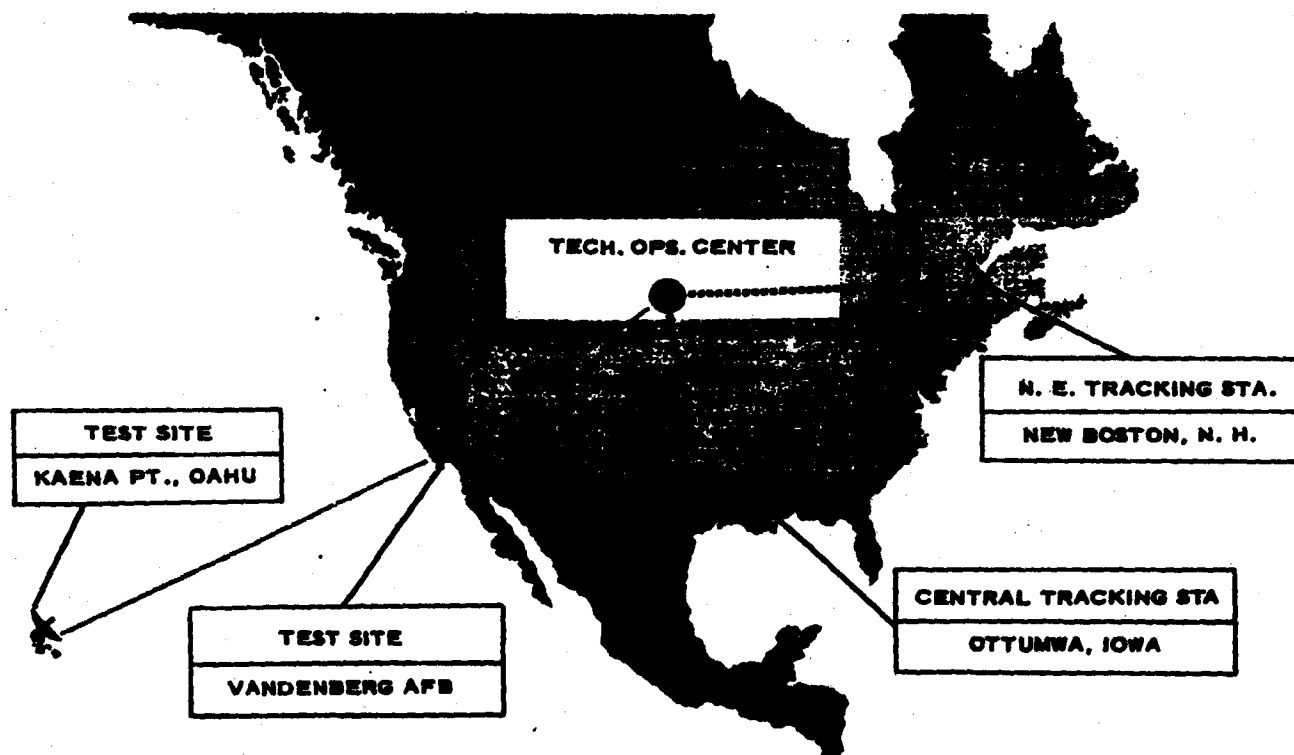 TECH. OPS. CENTER
N. E. TRACKING STA.
NEW BOSTON, N. H.
TEST SITE
KAENA PT., OAHU
CENTRAL TRACKING STA
OTTUMWA, IOWA
TEST SITE
VANDENBERG AFB